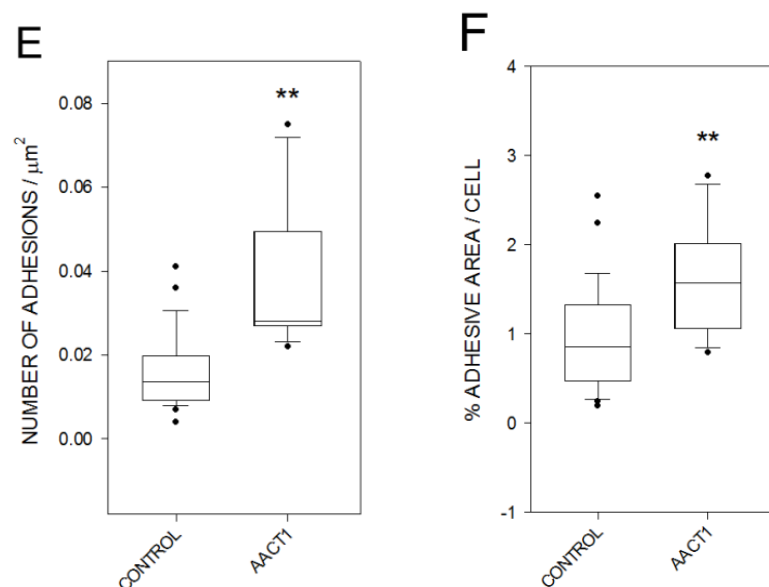 E
NUMBER OF ADHESIONS / μm²
0.08
0.06
0.04
0.02
0.00
**
CONTROL
AACT1
F
% ADHESIVE AREA / CELL
4
3
2
1
0
-1
**
CONTROL
AACT1